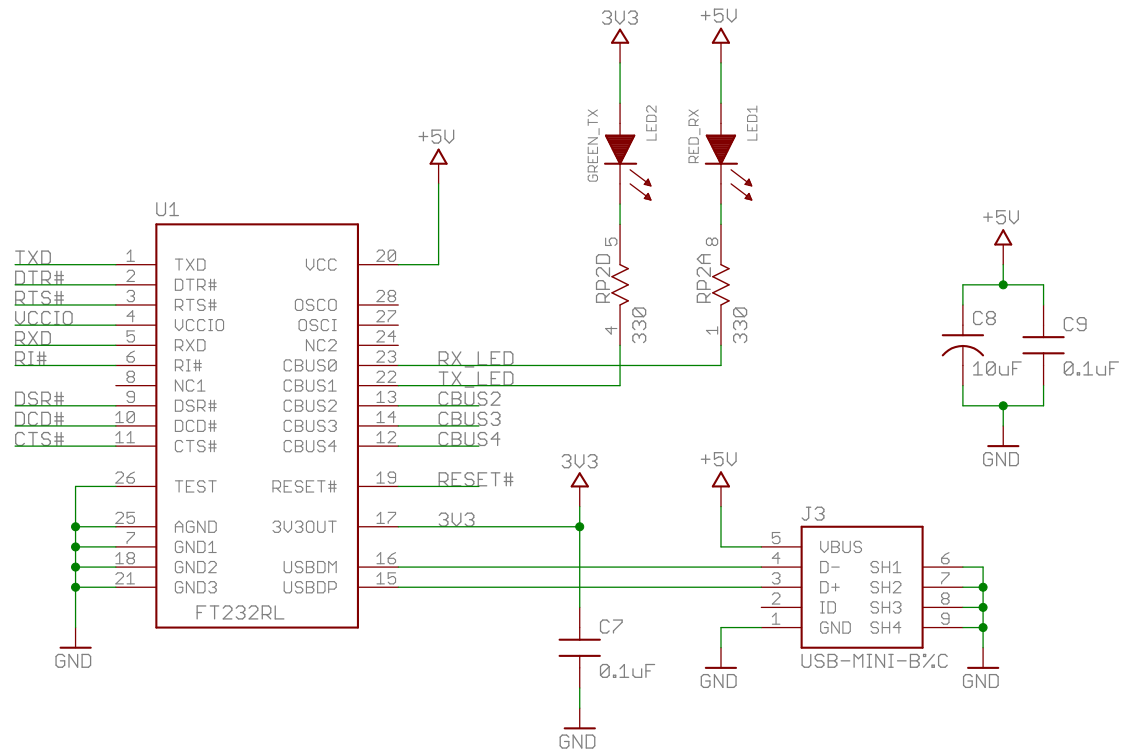 3V3
+5V
GREEN_TX
LED2
RED_RX
LED1
+5V
U1
+5V
5
8
RP2D
RP2A
4
1
330
330
TXD 1 TXD VCC 20
DTR# 2 DTR#
RTS# 3 RTS# OSCO 28
VCCIO 4 VCCIO OSCI 27
RXD 5 RXD NC2 24
RI# 6 RI# CBUS0 23 RX_LED
8 NC1 CBUS1 22 TX_LED
DSR# 9 DSR# CBUS2 13 CBUS2
DCD# 10 DCD# CBUS3 14 CBUS3
CTS# 11 CTS# CBUS4 12 CBUS4
26 TEST RESET# 19 RESET#
25 AGND 3V3OUT 17 3V3
7 GND1
18 GND2 USBDM 16
21 GND3 USBDP 15
FT232RL
GND
C8
10uF
C9
0.1uF
GND
3V3
+5V
C7
0.1uF
GND
J3
5 VBUS
4 D- SH1 6
3 D+ SH2 7
2 ID SH3 8
1 GND SH4 9
USB-MINI-B%C
GND
GND